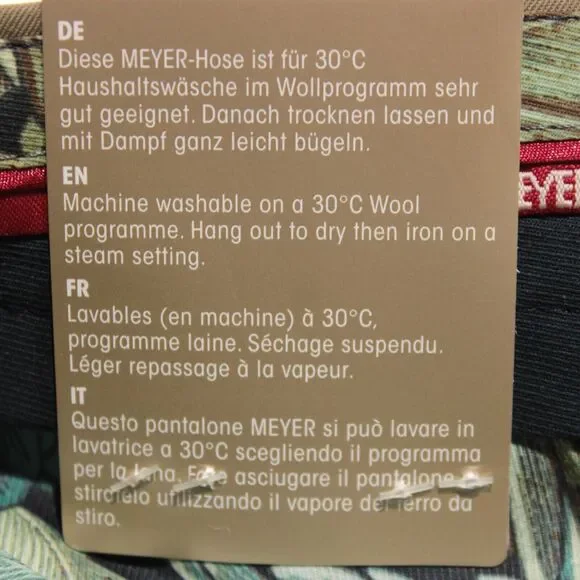 DE
Diese MEYER-Hose ist für 30°C
Haushaltswäsche im Wollprogramm sehr
gut geeignet. Danach trocknen lassen und
mit Dampf ganz leicht bügeln.
EN
Machine washable on a 30°C Wool
programme. Hang out to dry then iron on a
steam setting.
FR
Lavables (en machine) à 30°C,
programme laine. Séchage suspendu.
Léger repassage à la vapeur.
IT
Questo pantalone MEYER si può lavare in
lavatrice a 30°C scegliendo il programma
per la lana. Fate asciugare il pantalone e
stiratelo utilizzando il vapore del ferro da
stiro.
EYER